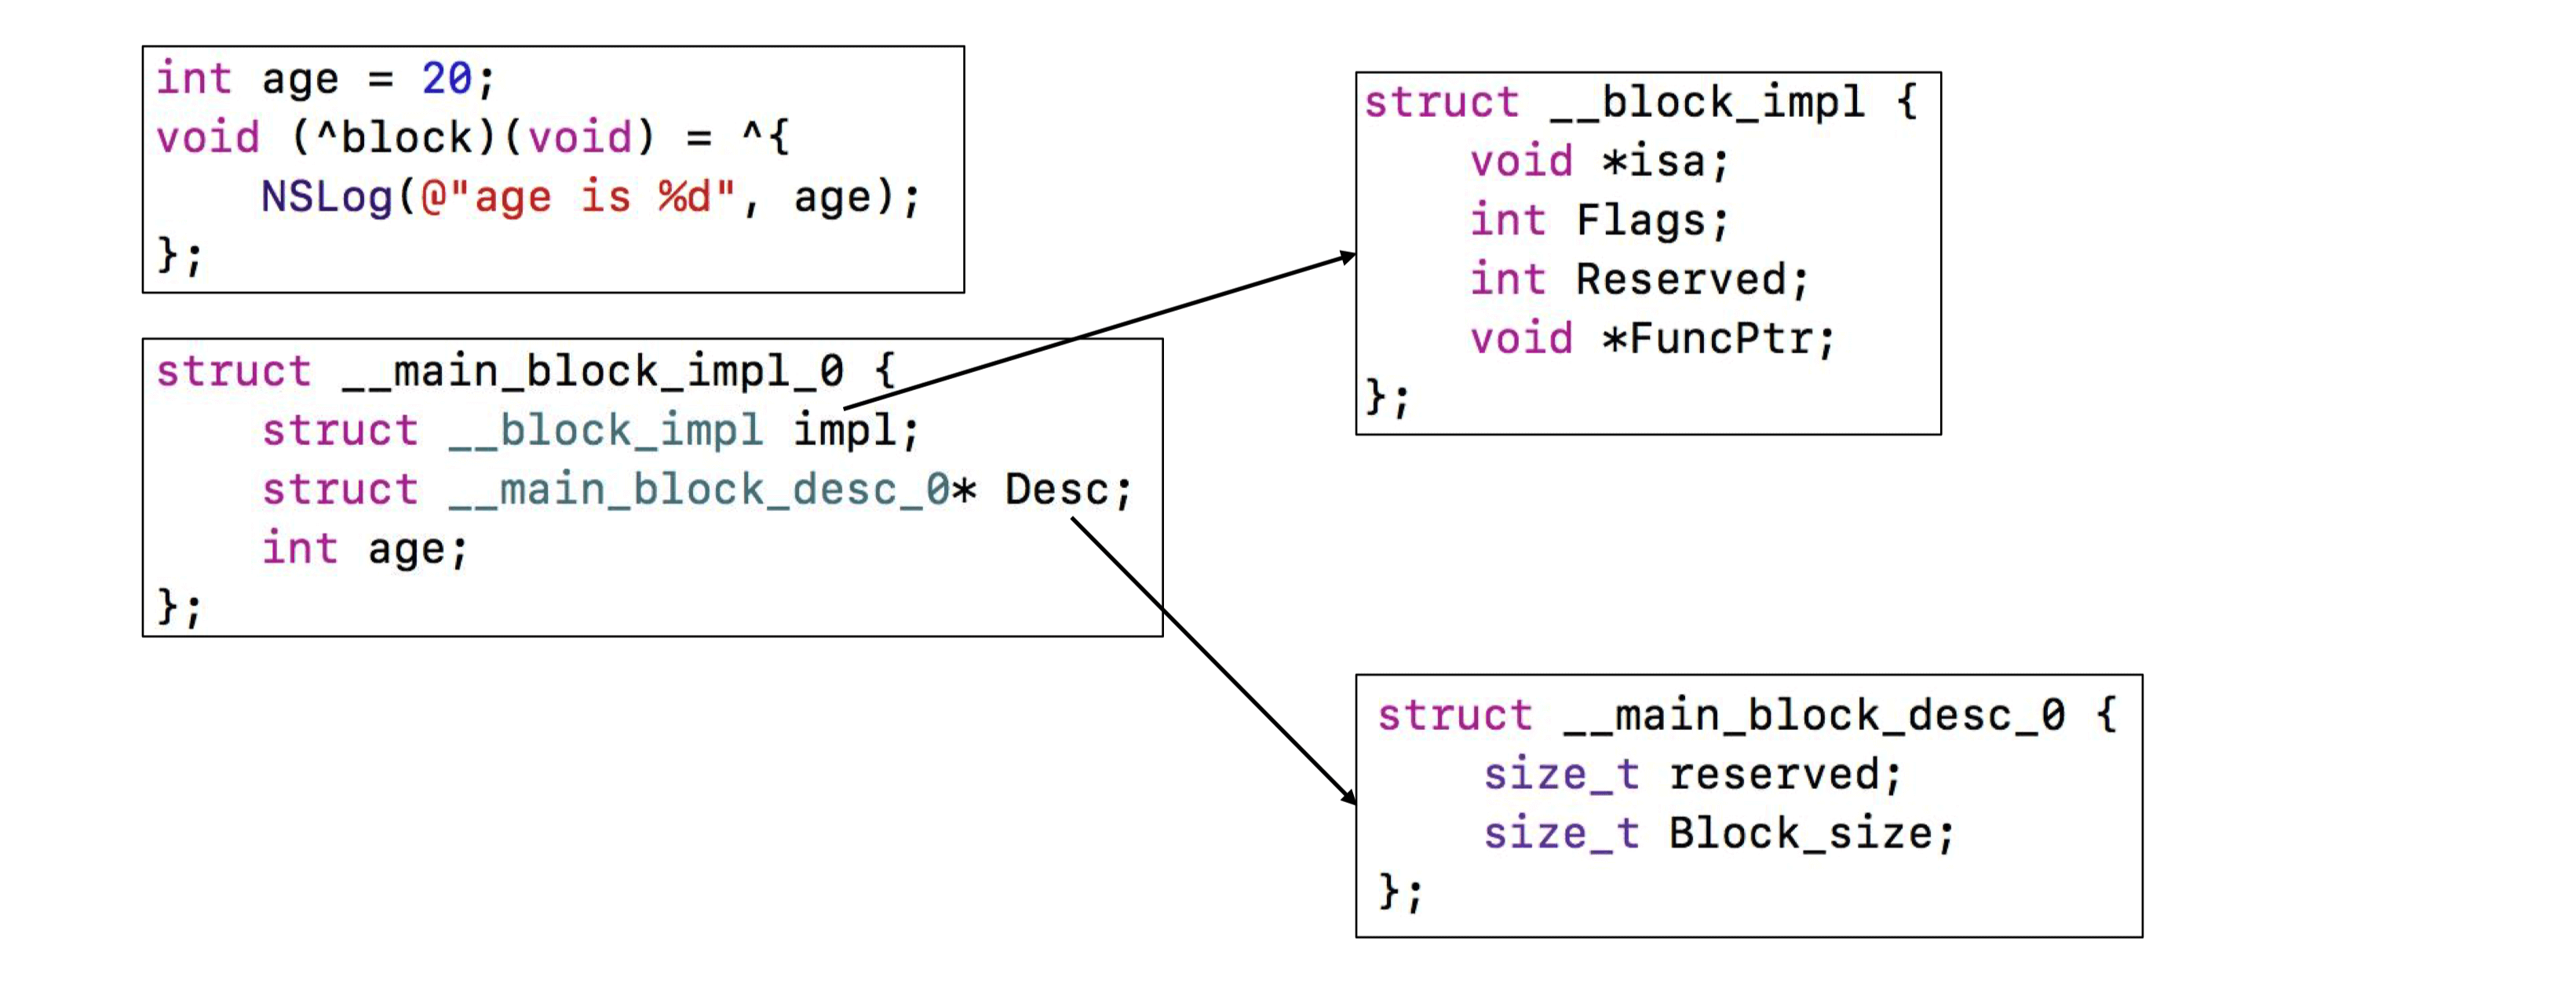 int age = 20;
void (^block)(void) = ^{
    NSLog(@"age is %d", age);
};
struct __main_block_impl_0 {
    struct __block_impl impl;
    struct __main_block_desc_0* Desc;
    int age;
};
struct __block_impl {
    void *isa;
    int Flags;
    int Reserved;
    void *FuncPtr;
};
struct __main_block_desc_0 {
    size_t reserved;
    size_t Block_size;
};